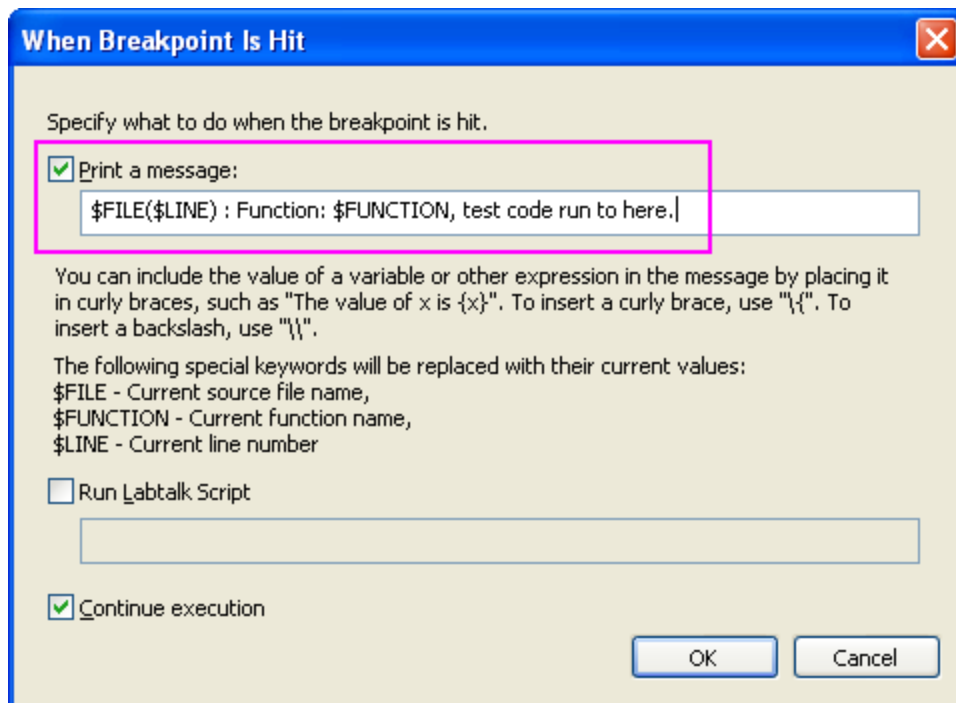 When Breakpoint Is Hit
Specify what to do when the breakpoint is hit.
Print a message:
$FILE($LINE) : Function: $FUNCTION, test code run to here.
You can include the value of a variable or other expression in the message by placing it
in curly braces, such as "The value of x is {x}". To insert a curly brace, use "\{". To
insert a backslash, use "\\".
The following special keywords will be replaced with their current values:
$FILE - Current source file name,
$FUNCTION - Current function name,
$LINE - Current line number
Run Labtalk Script
Continue execution
OK
Cancel